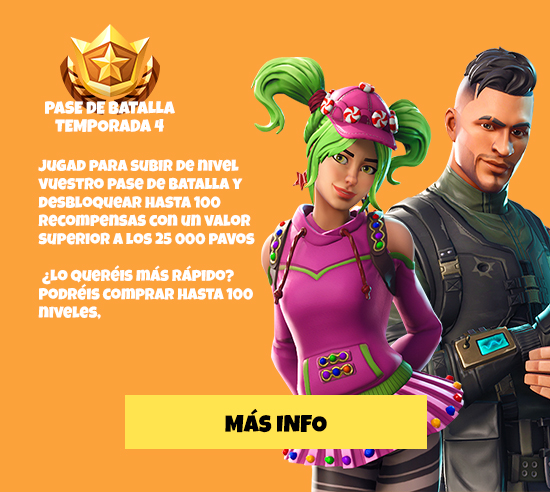 PASE DE BATALLA
TEMPORADA 4
JUGAD PARA SUBIR DE NIVEL
VUESTRO PASE DE BATALLA Y
DESBLOQUEAR HASTA 100
RECOMPENSAS CON UN VALOR
SUPERIOR A LOS 25 000 PAVOS
¿LO QUERÉIS MÁS RÁPIDO?
PODRÉIS COMPRAR HASTA 100
NIVELES.
MÁS INFO